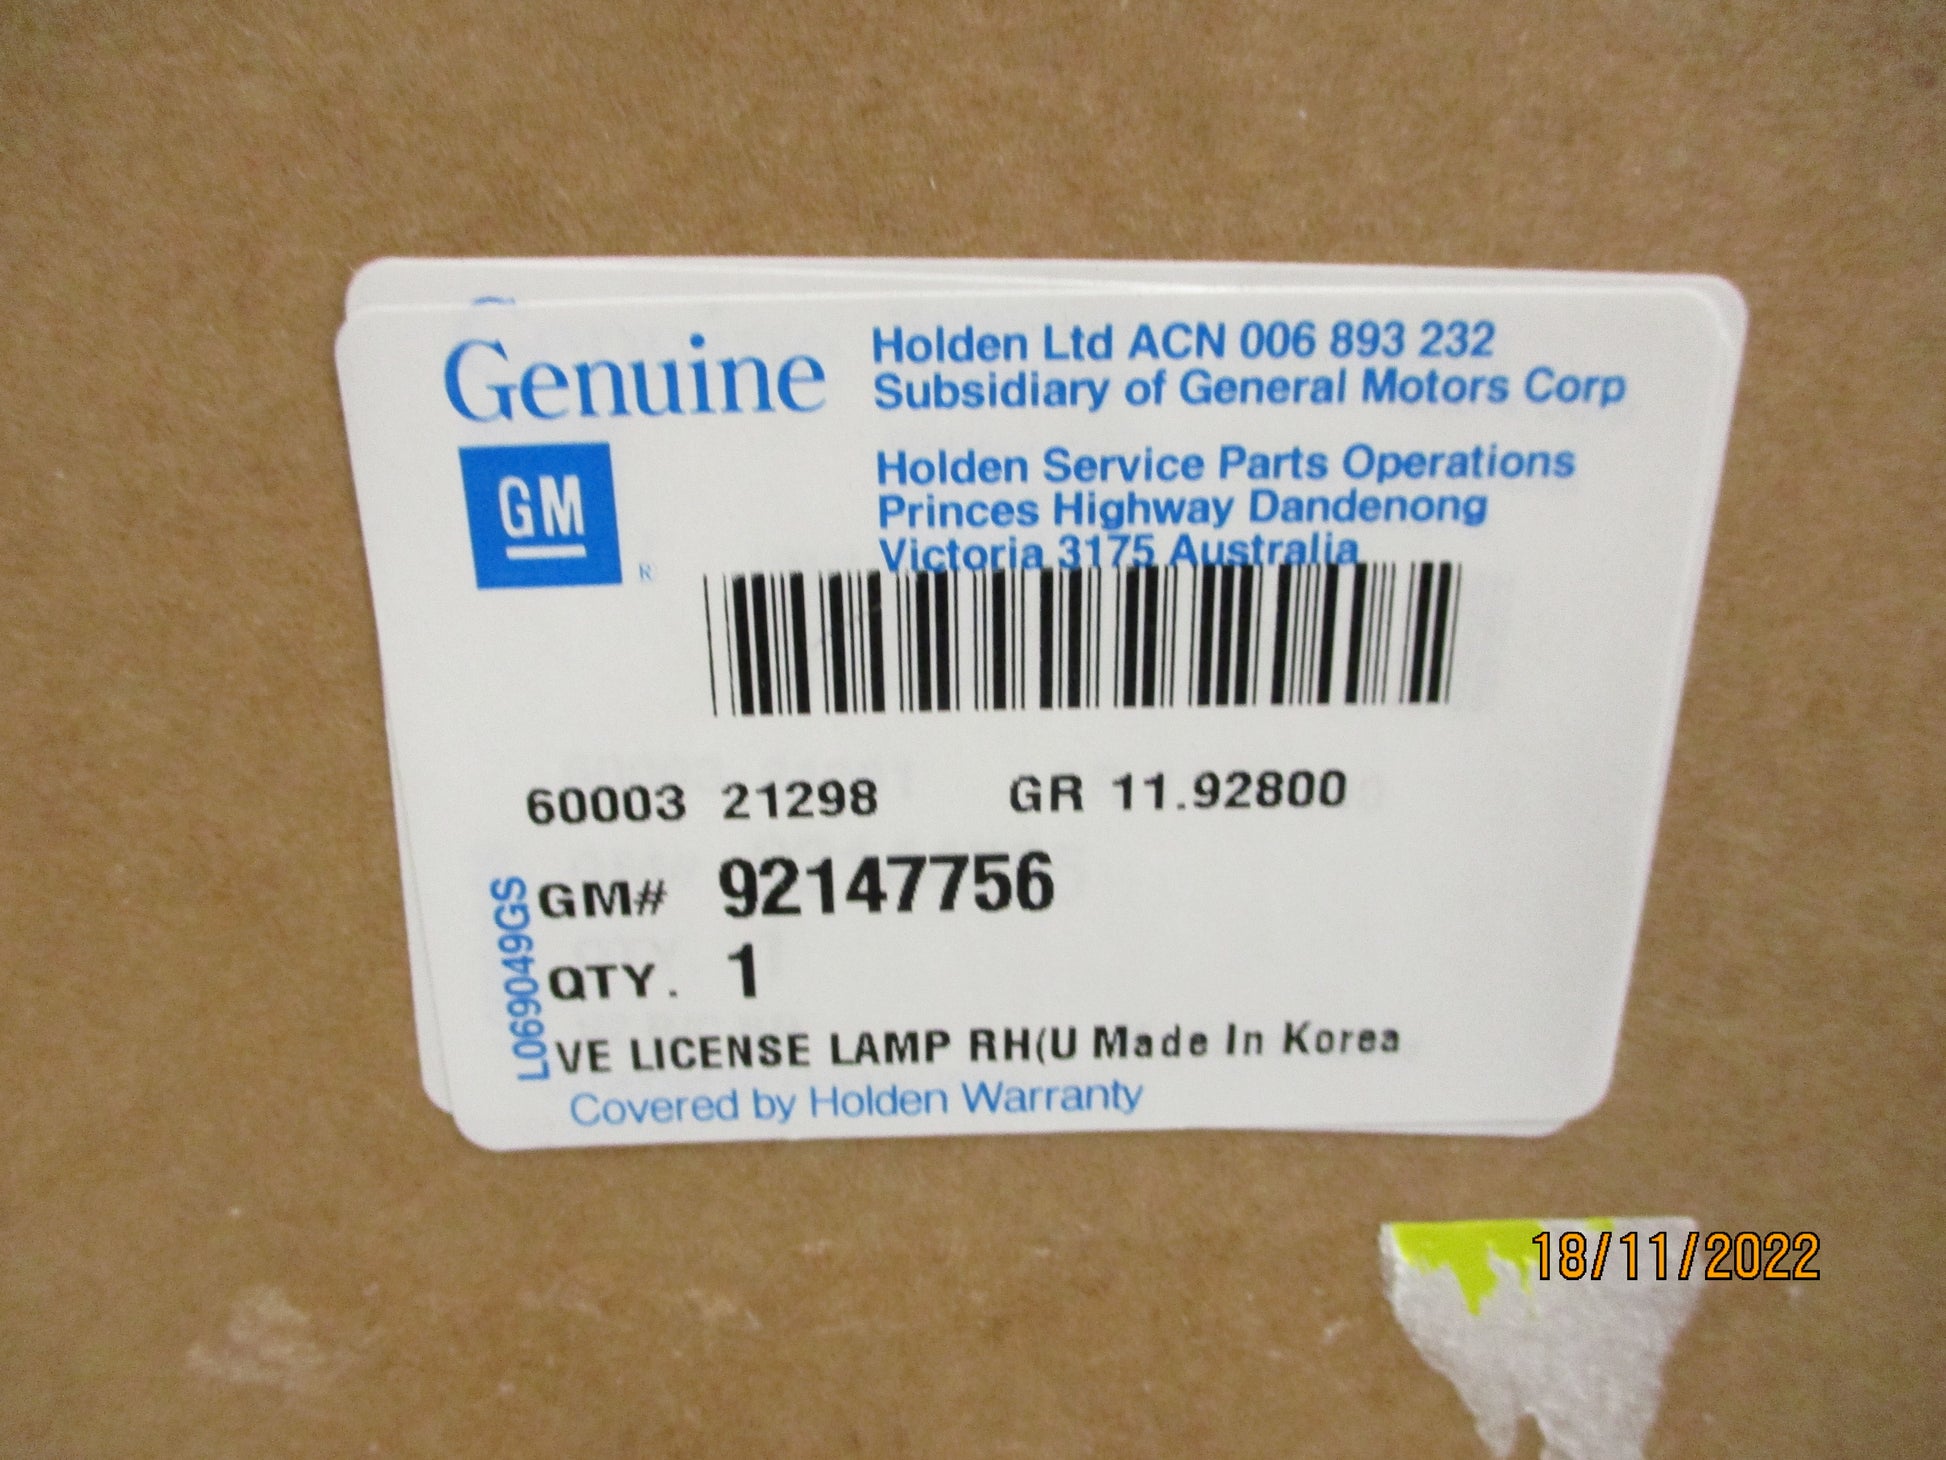 Genuine
Holden Ltd ACN 006 893 232
Subsidiary of General Motors Corp
GM
R
Holden Service Parts Operations
Princes Highway Dandenong
Victoria 3175 Australia
60003 21298 GR 11.92800
GM# 92147756
QTY. 1
L069049GS
VE LICENSE LAMP RH(U Made In Korea
Covered by Holden Warranty
18/11/2022